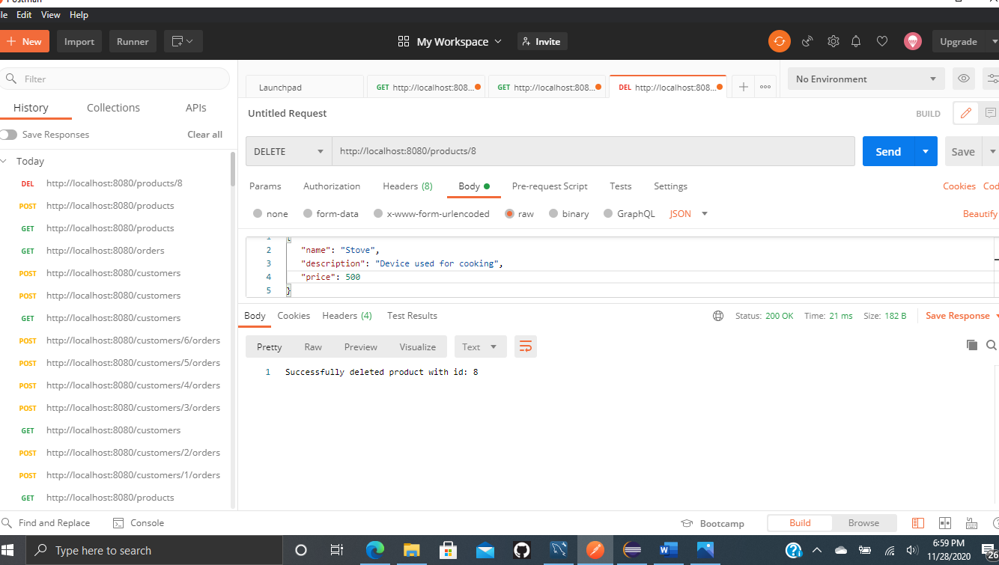 Postman
le Edit View Help
+ New Import Runner My Workspace Invite Upgrade
Filter
History Collections APIs
Save Responses Clear all
Today
DEL http://localhost:8080/products/8
POST http://localhost:8080/products
GET http://localhost:8080/products
GET http://localhost:8080/orders
POST http://localhost:8080/customers
POST http://localhost:8080/customers
GET http://localhost:8080/customers
POST http://localhost:8080/customers/6/orders
POST http://localhost:8080/customers/5/orders
POST http://localhost:8080/customers/4/orders
POST http://localhost:8080/customers/3/orders
GET http://localhost:8080/customers
POST http://localhost:8080/customers/2/orders
POST http://localhost:8080/customers/1/orders
GET http://localhost:8080/products
Launchpad GET http://localhost:808... GET http://localhost:808... DEL http://localhost:808... + ... No Environment
Untitled Request BUILD
DELETE http://localhost:8080/products/8 Send Save
Params Authorization Headers (8) Body Pre-request Script Tests Settings Cookies Cod
none form-data x-www-form-urlencoded raw binary GraphQL JSON Beautify
1 {
2 "name": "Stove",
3 "description": "Device used for cooking",
4 "price": 500
5 }
Body Cookies Headers (4) Test Results Status: 200 OK Time: 21 ms Size: 182 B Save Response
Pretty Raw Preview Visualize Text
1 Successfully deleted product with id: 8
Find and Replace Console Bootcamp Build Browse
Type here to search
6:59 PM
11/28/2020
26